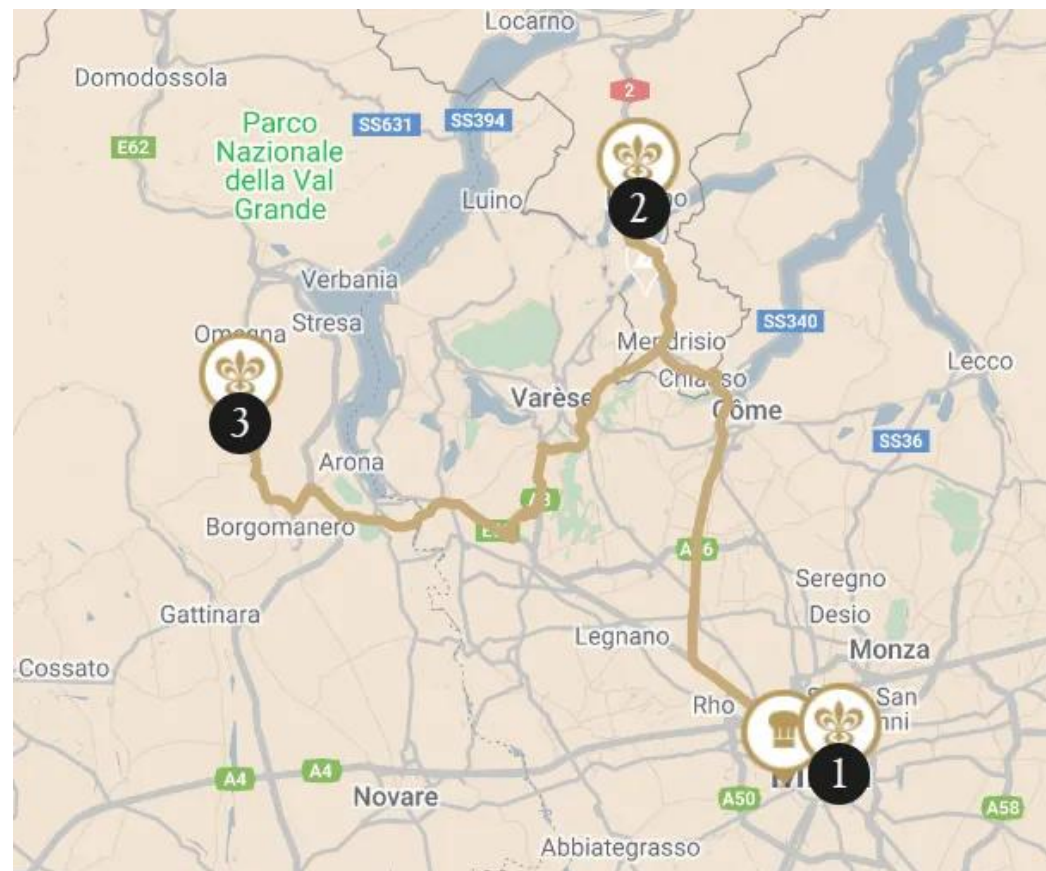 Locarno
Domodossola
2
Parco
Nazionale
della Val
Grande
SS631
SS394
E62
Luino
2
Verbania
Stresa
SS340
Mendrisio
Lecco
Chiasso
Varèse
Côme
3
SS36
Arona
Borgomanero
Seregno
Gattinara
Desio
Legnano
Monza
Cossato
Rho
San
1
A4
A4
Novare
A50
A58
Abbiategrasso